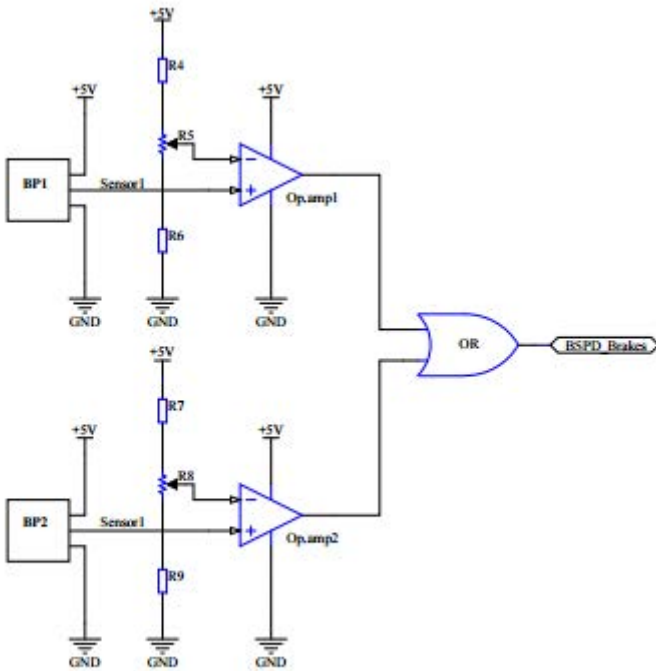 +5V
R4
+5V
+5V
R5
BP1
Sensor1
Op.amp1
R6
GND
GND
GND
+5V
OR
BSPD_Brakes
R7
+5V
+5V
R8
BP2
Sensor1
Op.amp2
R9
GND
GND
GND